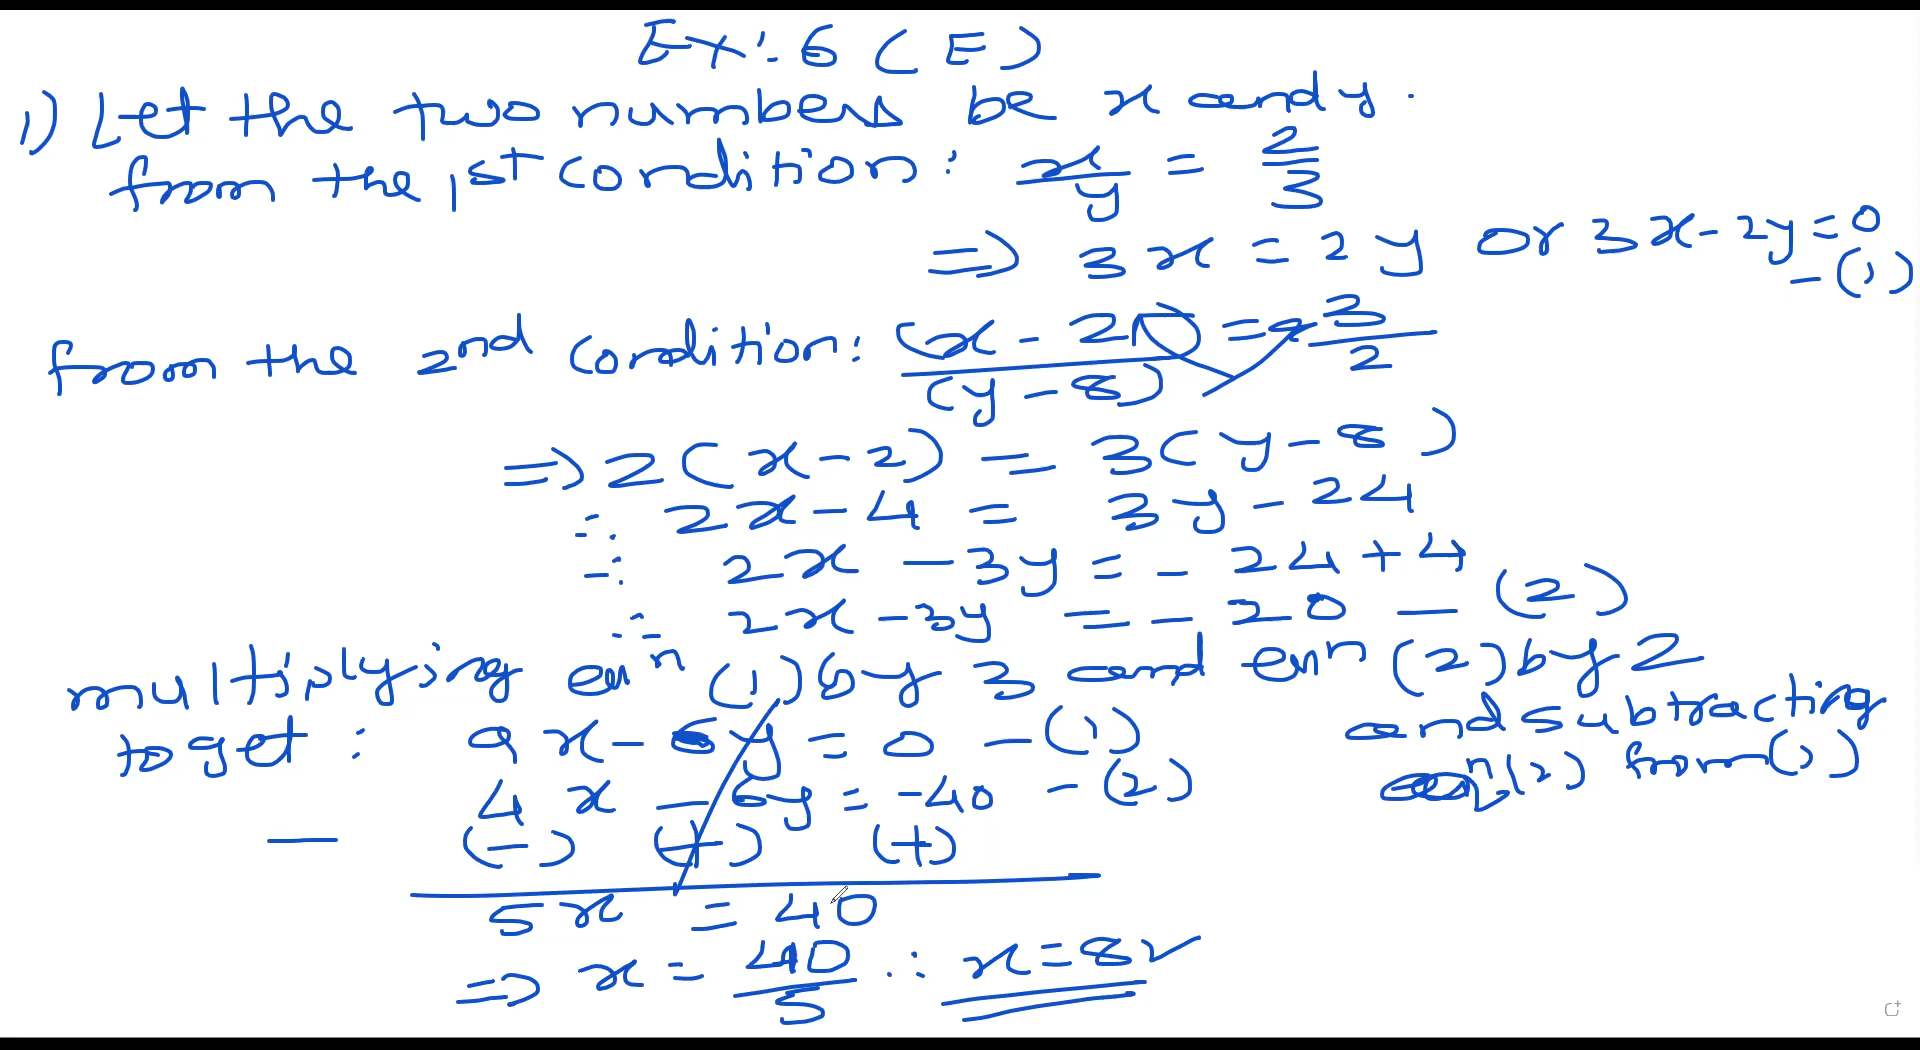 Ex: 6 (E)
1) Let the two numbers be x and y.
from the 1st condition: x/y = 2/3
=> 3x = 2y or 3x - 2y = 0 - (1)
from the 2nd condition: (x - 2)/(y - 8) = 3/2
=> 2(x-2) = 3(y-8)
∴ 2x - 4 = 3y - 24
∴ 2x - 3y = - 24 + 4
∴ 2x - 3y = - 20 — (2)
multiplying eqn (1) by 3 and eqn (2) by 2
and subtracting
to get: 9x - 6y = 0 - (1)
eqn (2) from (1)
4x - 6y = -40 - (2)
— (-) (+) (+)
5x = 40
=> x = 40/5 ∴ x = 8